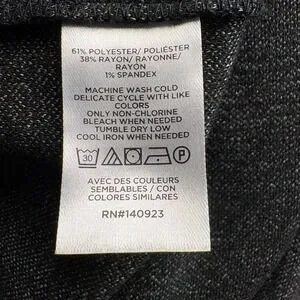 61% POLYESTER/ POLIÉSTER
38% RAYON/ RAYONNE/
RAYON
1% SPANDEX
MACHINE WASH COLD
DELICATE CYCLE WITH LIKE
COLORS
ONLY NON-CHLORINE
BLEACH WHEN NEEDED
TUMBLE DRY LOW
COOL IRON WHEN NEEDED
30 P
AVEC DES COULEURS
SEMBLABLES / CON
COLORES SIMILARES
RN#140923